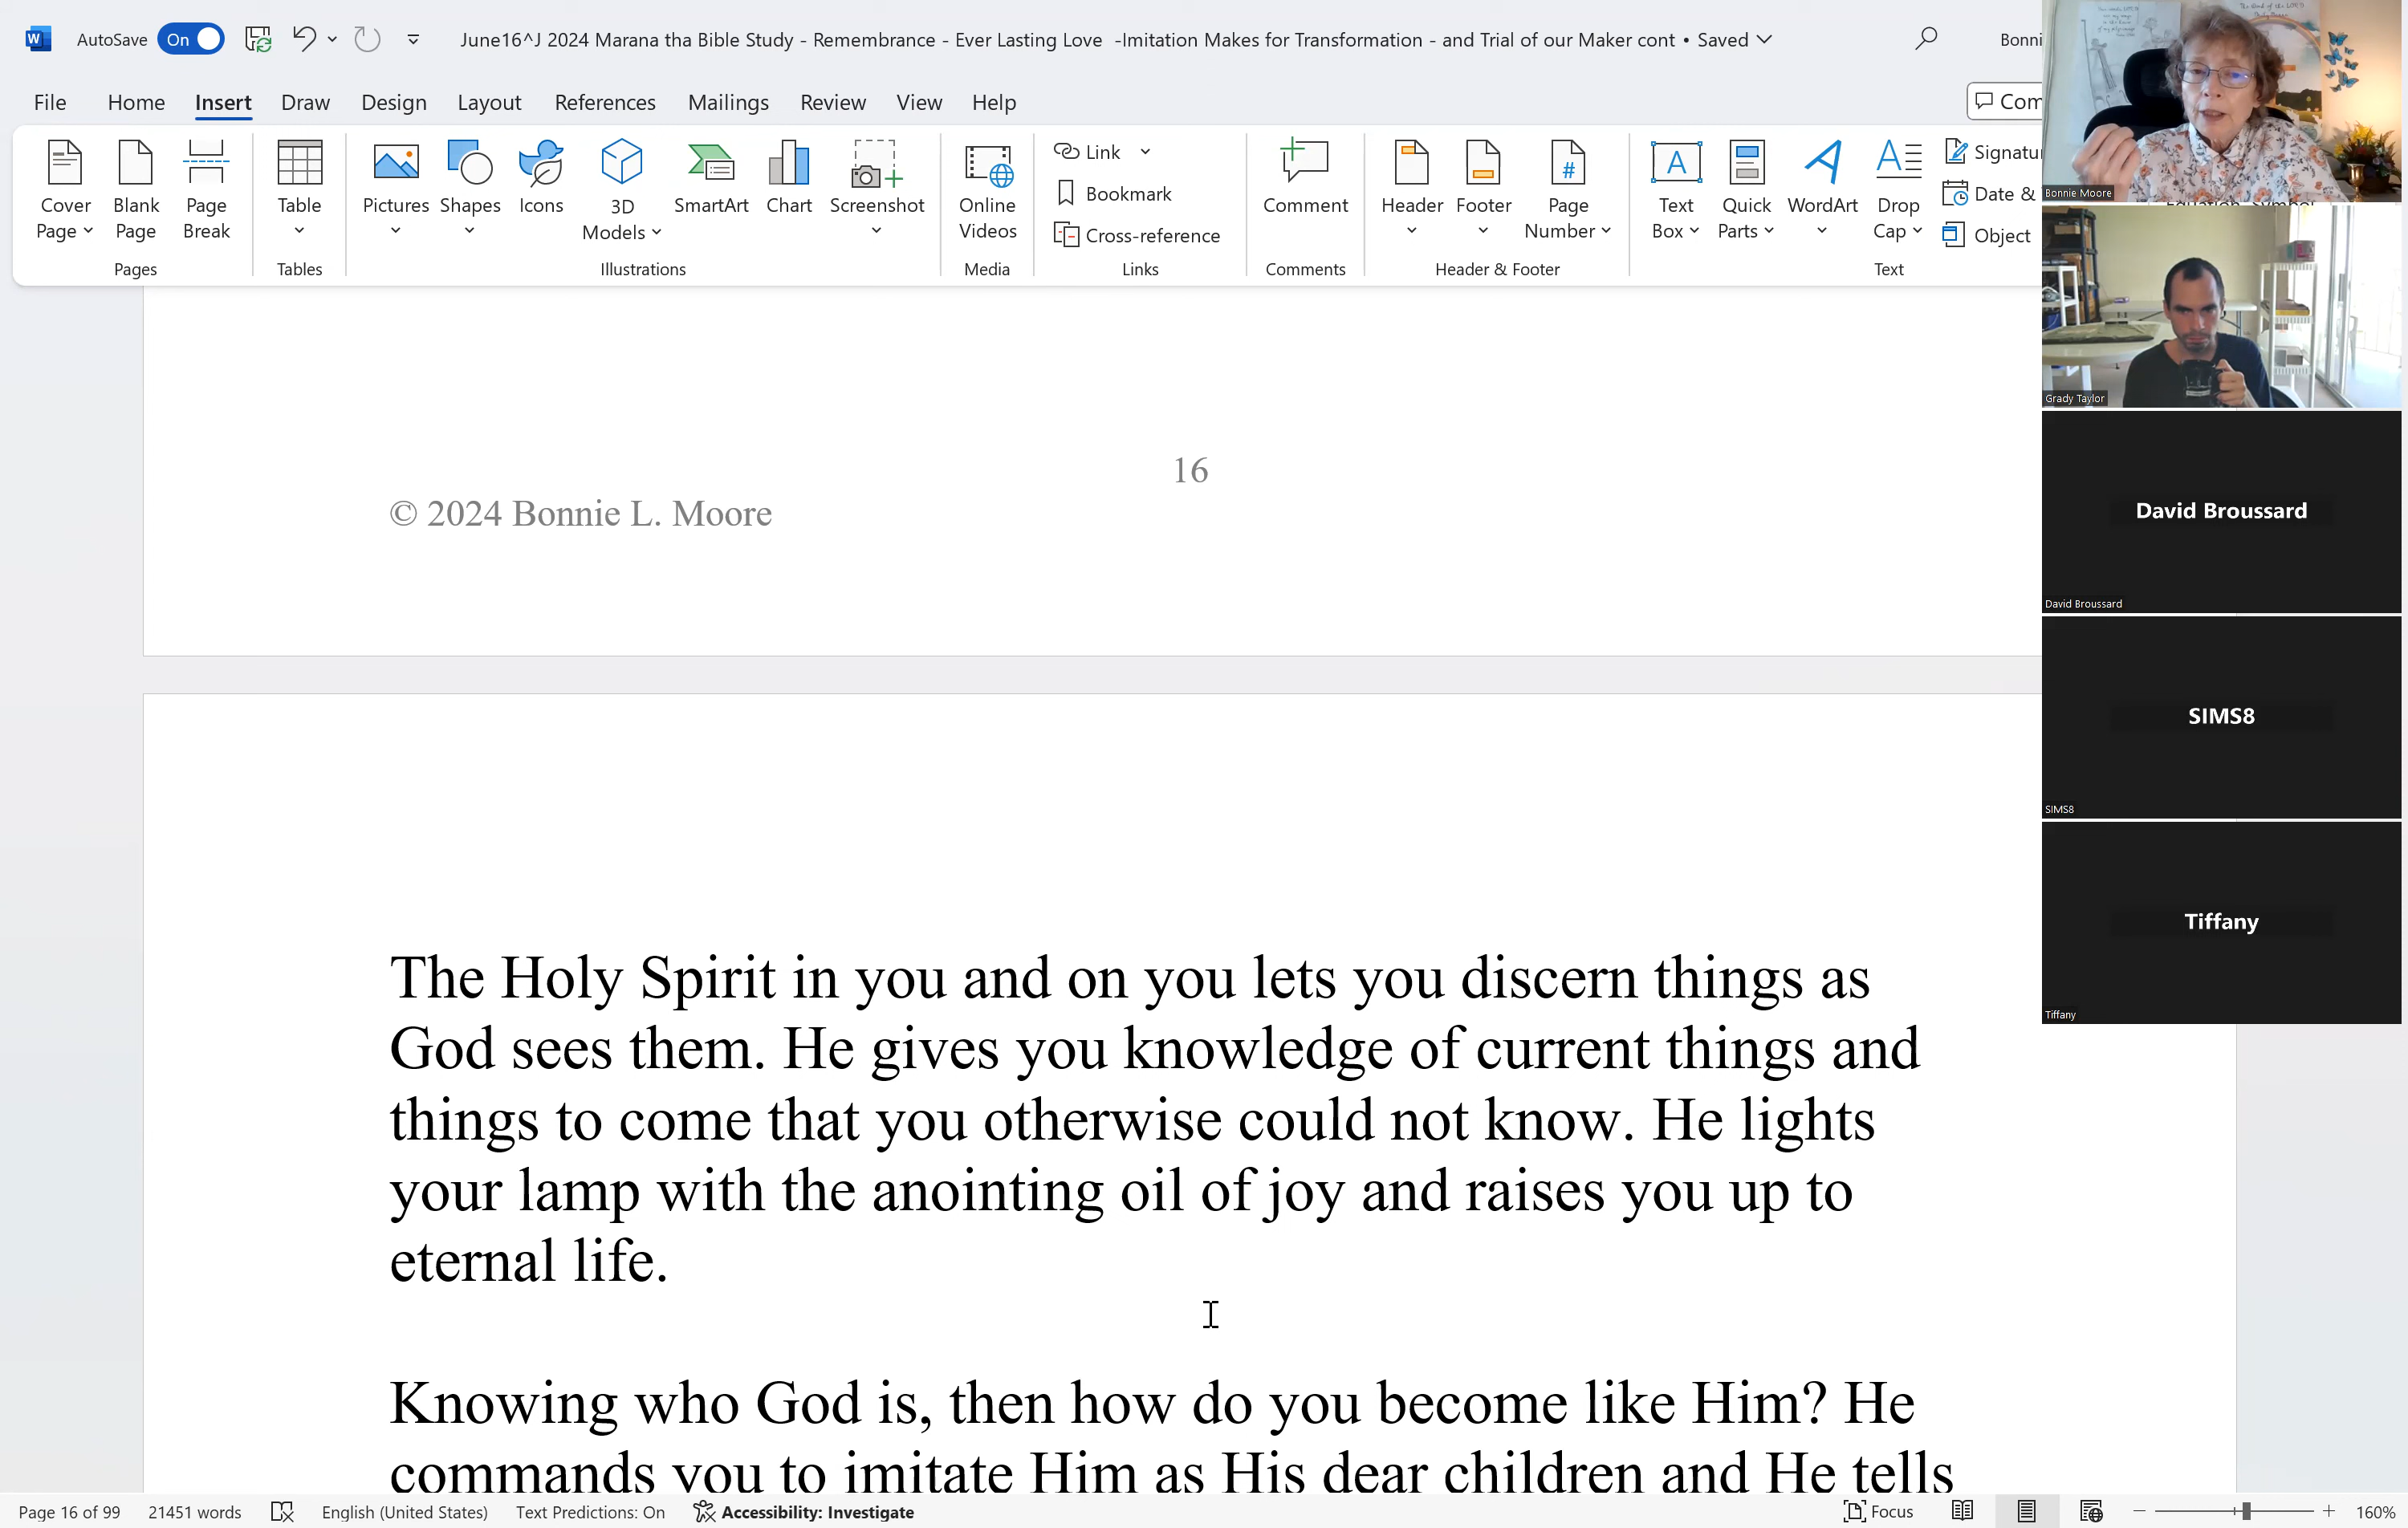 AutoSave On June16^J 2024 Marana tha Bible Study - Remembrance - Ever Lasting Love -Imitation Makes for Transformation - and Trial of our Maker cont • Saved Bonni
File Home Insert Draw Design Layout References Mailings Review View Help Com
Cover Page
Blank Page
Page Break
Pages
Table
Tables
Pictures
Shapes
Icons
3D Models
SmartArt
Chart
Screenshot
Illustrations
Online Videos
Media
Link
Bookmark
Cross-reference
Links
Comment
Comments
Header
Footer
Page Number
Header & Footer
Text Box
Quick Parts
WordArt
Drop Cap
Signatu
Date &
Object
Text
Bonnie Moore
Grady Taylor
David Broussard
David Broussard
SIMS8
SIMS8
Tiffany
Tiffany
16
© 2024 Bonnie L. Moore
The Holy Spirit in you and on you lets you discern things as
God sees them. He gives you knowledge of current things and
things to come that you otherwise could not know. He lights
your lamp with the anointing oil of joy and raises you up to
eternal life.
Knowing who God is, then how do you become like Him? He
commands you to imitate Him as His dear children and He tells
Page 16 of 99 21451 words English (United States) Text Predictions: On Accessibility: Investigate Focus 160%